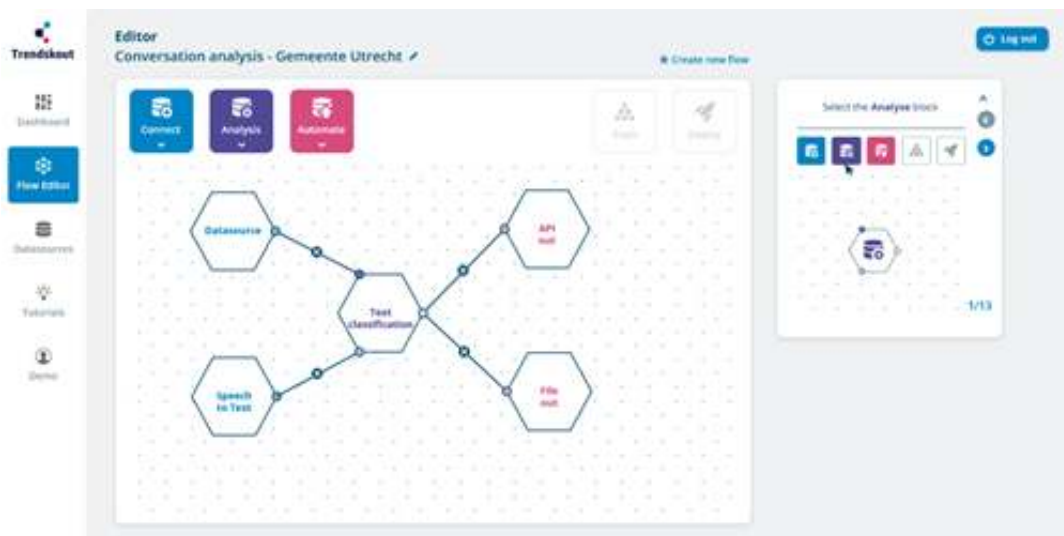 Trendskout
Dashboard
Flow Editor
Datasources
Tutorials
Demo
Editor
Conversation analysis - Gemeente Utrecht
Create new flow
Log out
Connect
Analysis
Automate
Train
Deploy
Datasource
API
out
Text
classification
Speech
to Text
File
out
Select the Analyse block
1/13